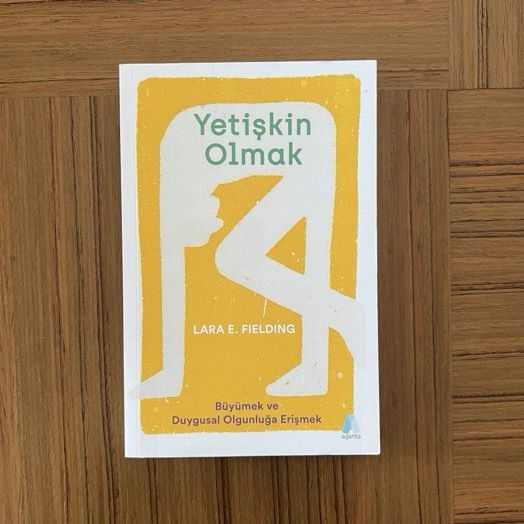 Yetişkin
Olmak
LARA E. FIELDING
Büyümek ve
Duygusal Olgunluğa Erişmek
aganta